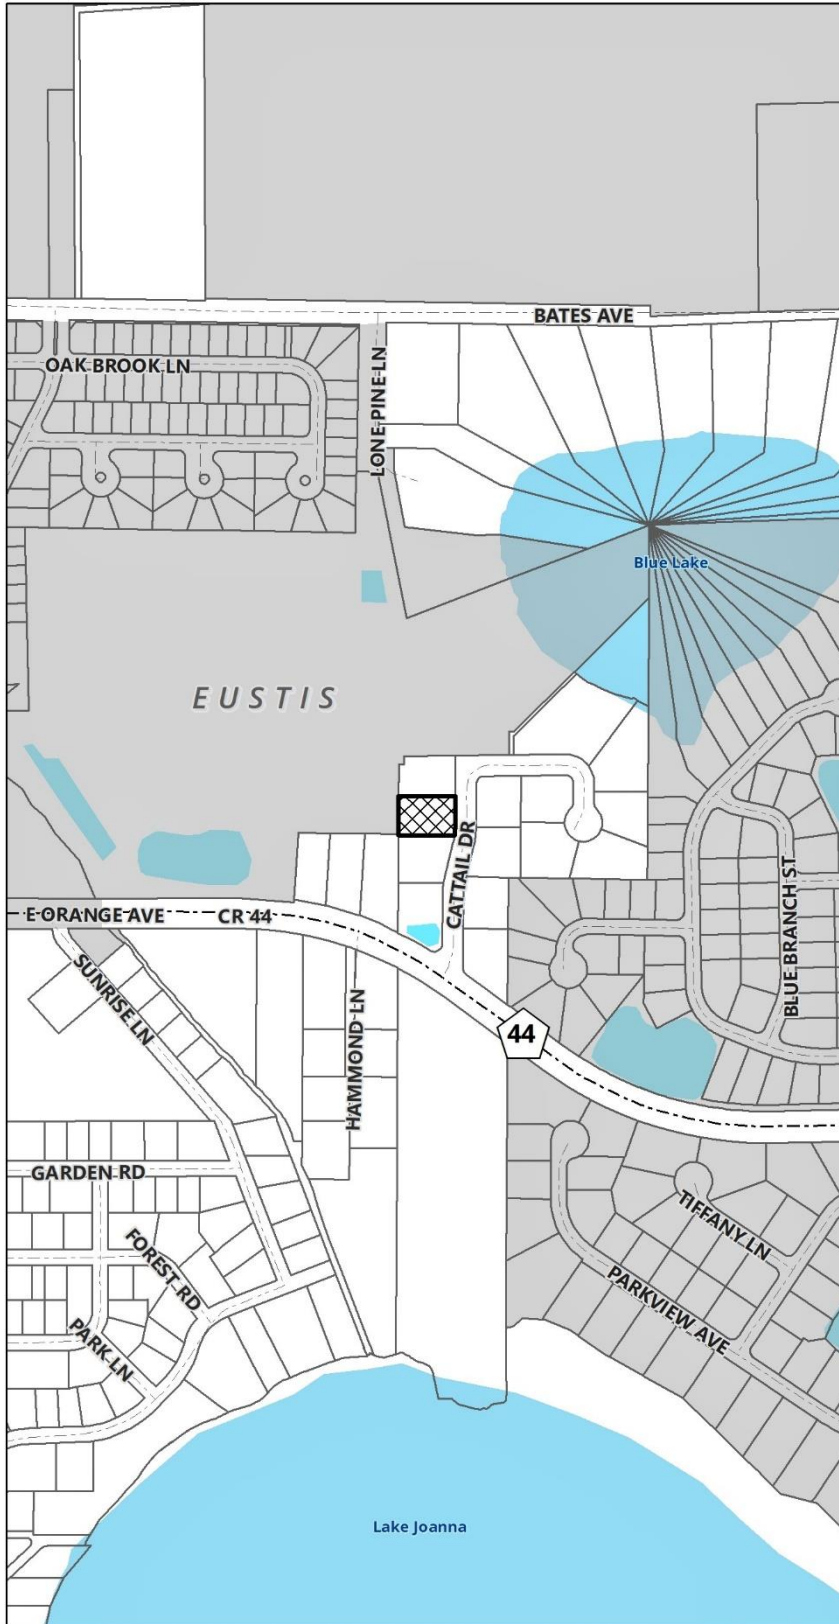 BATES AVE
OAK BROOK LN
LONE PINE LN
Blue Lake
EUSTIS
CATTAIL DR
BLUE BRANCH ST
E ORANGE AVE
CR 44
SUNRISE LN
HAMMOND LN
44
GARDEN RD
TIFFANY LN
FOREST RD
PARKVIEW AVE
PARK LN
Lake Joanna